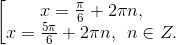 x = π/6 + 2πn,
x = 5π/6 + 2πn, n ∈ Z.